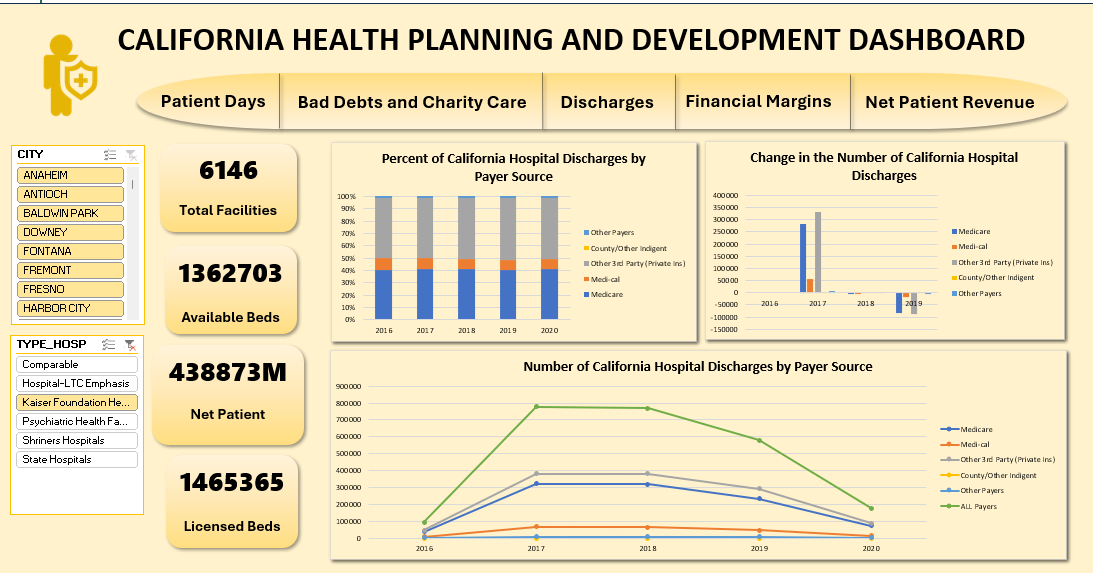 CALIFORNIA HEALTH PLANNING AND DEVELOPMENT DASHBOARD
Patient Days
Bad Debts and Charity Care
Discharges
Financial Margins
Net Patient Revenue
CITY
ANAHEIM
ANTIOCH
BALDWIN PARK
DOWNEY
FONTANA
FREMONT
FRESNO
HARBOR CITY
TYPE_HOSP
Comparable
Hospital-LTC Emphasis
Kaiser Foundation He...
Psychiatric Health Fa...
Shriners Hospitals
State Hospitals
6146
Total Facilities
1362703
Available Beds
438873M
Net Patient
1465365
Licensed Beds
Percent of California Hospital Discharges by
Payer Source
100%
90%
80%
70%
60%
50%
40%
30%
20%
10%
0%
2016 2017 2018 2019 2020
Other Payers
County/Other Indigent
Other 3rd Party (Private Ins)
Medi-cal
Medicare
Change in the Number of California Hospital
Discharges
400000
350000
300000
250000
200000
150000
100000
50000
0
-50000
-100000
-150000
2016 2017 2018 2019
Medicare
Medi-cal
Other 3rd Party (Private Ins)
County/Other Indigent
Other Payers
Number of California Hospital Discharges by Payer Source
900000
800000
700000
600000
500000
400000
300000
200000
100000
0
2016 2017 2018 2019 2020
Medicare
Medi-cal
Other 3rd Party (Private Ins)
County/Other Indigent
Other Payers
ALL Payers